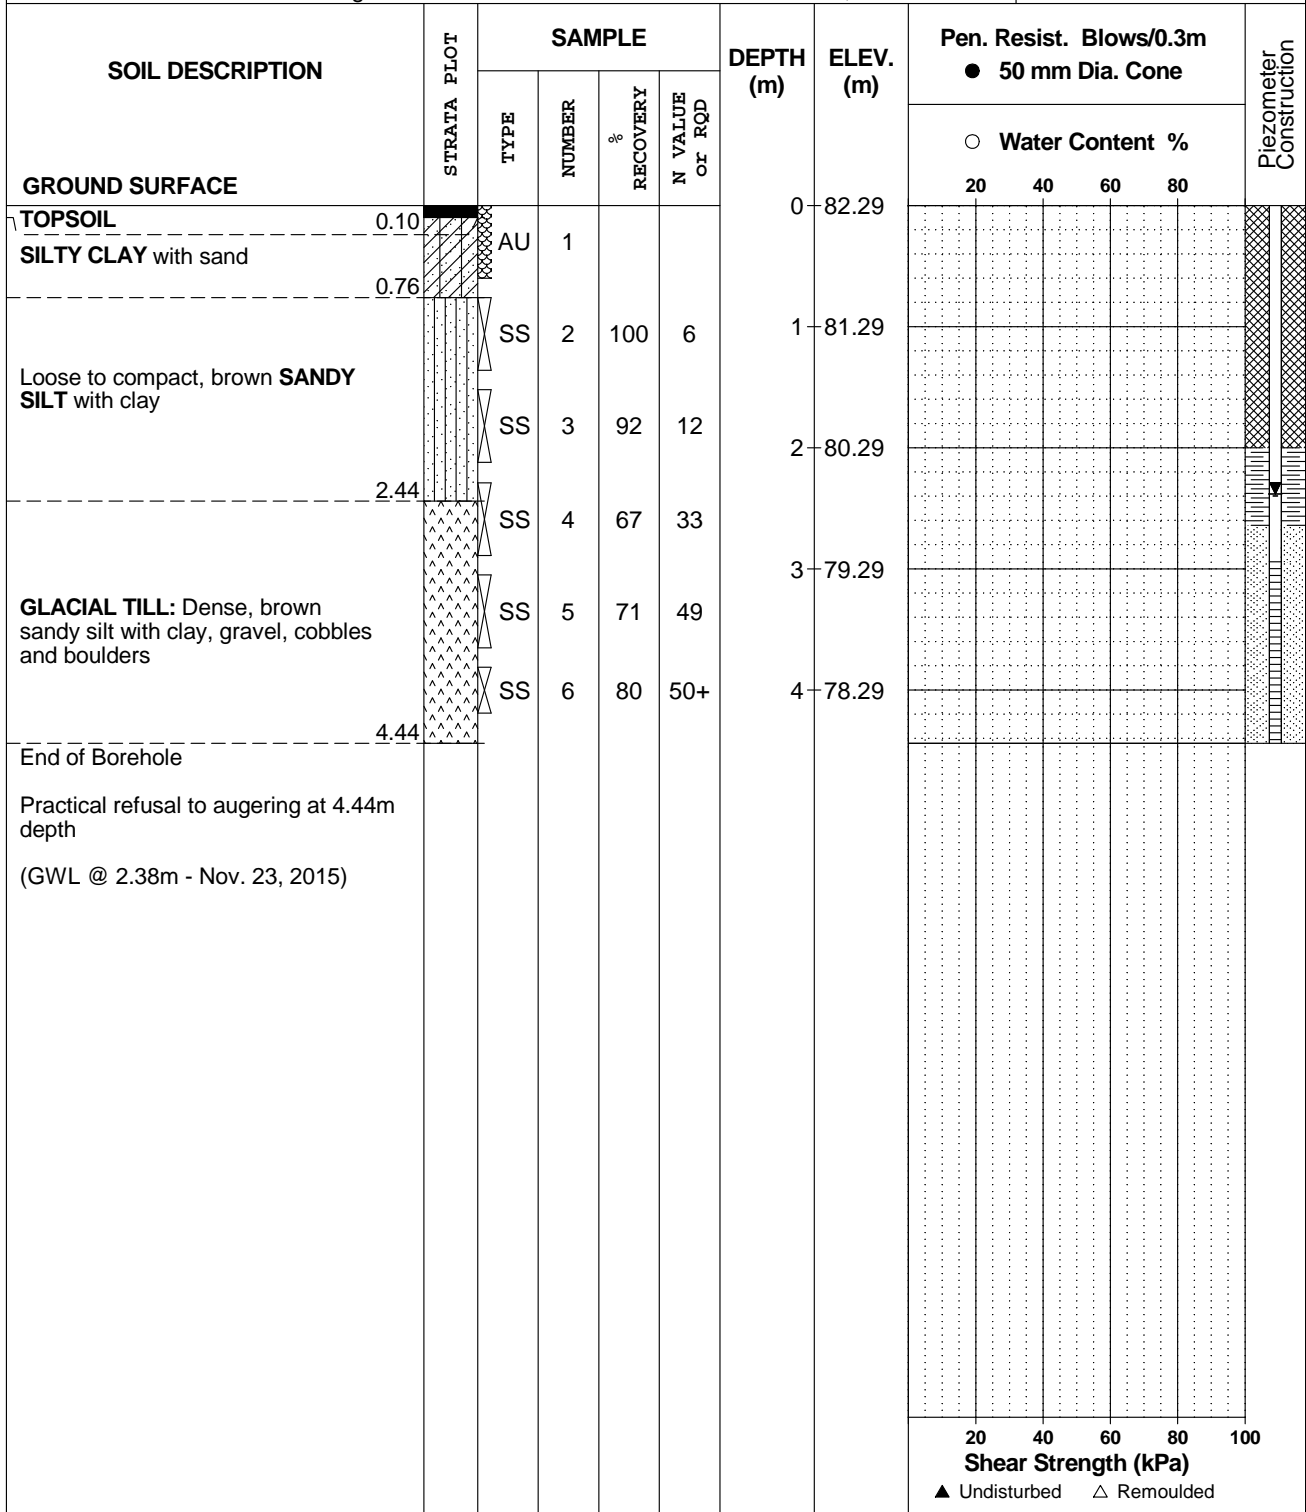 SOIL DESCRIPTION
GROUND SURFACE
STRATA PLOT
SAMPLE
TYPE
NUMBER
%
RECOVERY
N VALUE
or RQD
DEPTH
(m)
ELEV.
(m)
Pen. Resist. Blows/0.3m
● 50 mm Dia. Cone
○ Water Content %
20 40 60 80
Piezometer
Construction
0 82.29
TOPSOIL 0.10
SILTY CLAY with sand
AU 1
0.76
SS 2 100 6
1 81.29
Loose to compact, brown SANDY
SILT with clay
SS 3 92 12
2 80.29
2.44
SS 4 67 33
3 79.29
GLACIAL TILL: Dense, brown
sandy silt with clay, gravel, cobbles
and boulders
SS 5 71 49
SS 6 80 50+
4 78.29
4.44
End of Borehole
Practical refusal to augering at 4.44m
depth
(GWL @ 2.38m - Nov. 23, 2015)
20 40 60 80 100
Shear Strength (kPa)
▲ Undisturbed △ Remoulded